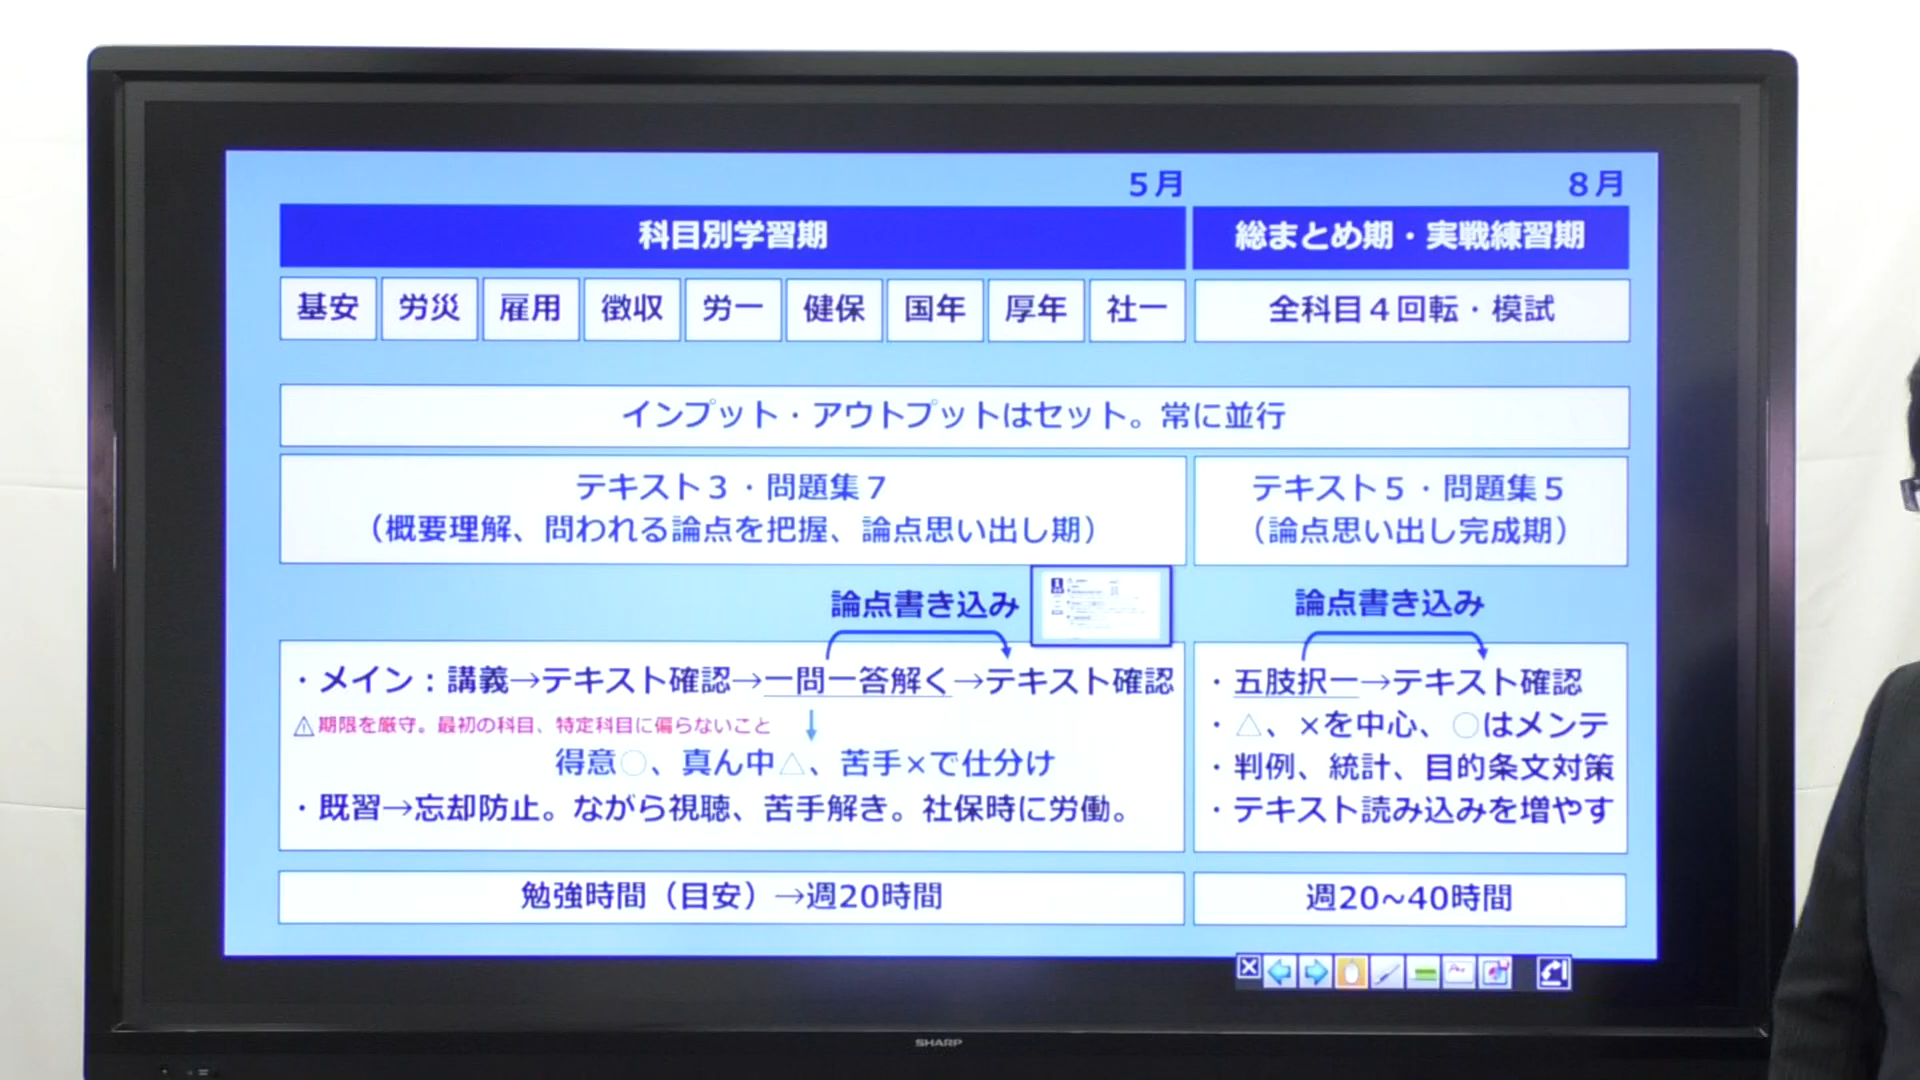 5月
8月
科目別学習期
総まとめ期・実戦練習期
基安
労災
雇用
徴収
労一
健保
国年
厚年
社一
全科目4回転・模試
インプット・アウトプットはセット。常に並行
テキスト3・問題集7
(概要理解、問われる論点を把握、論点思い出し期)
テキスト5・問題集5
(論点思い出し完成期)
論点書き込み
論点書き込み
・メイン：講義→テキスト確認→一問一答解く→テキスト確認
⚠期限を厳守。最初の科目、特定科目に偏らないこと
↓
得意○、真ん中△、苦手×で仕分け
・既習→忘却防止。ながら視聴、苦手解き。社保時に労働。
・五肢択一→テキスト確認
・△、×を中心、○はメンテ
・判例、統計、目的条文対策
・テキスト読み込みを増やす
勉強時間(目安)→週20時間
週20~40時間
SHARP